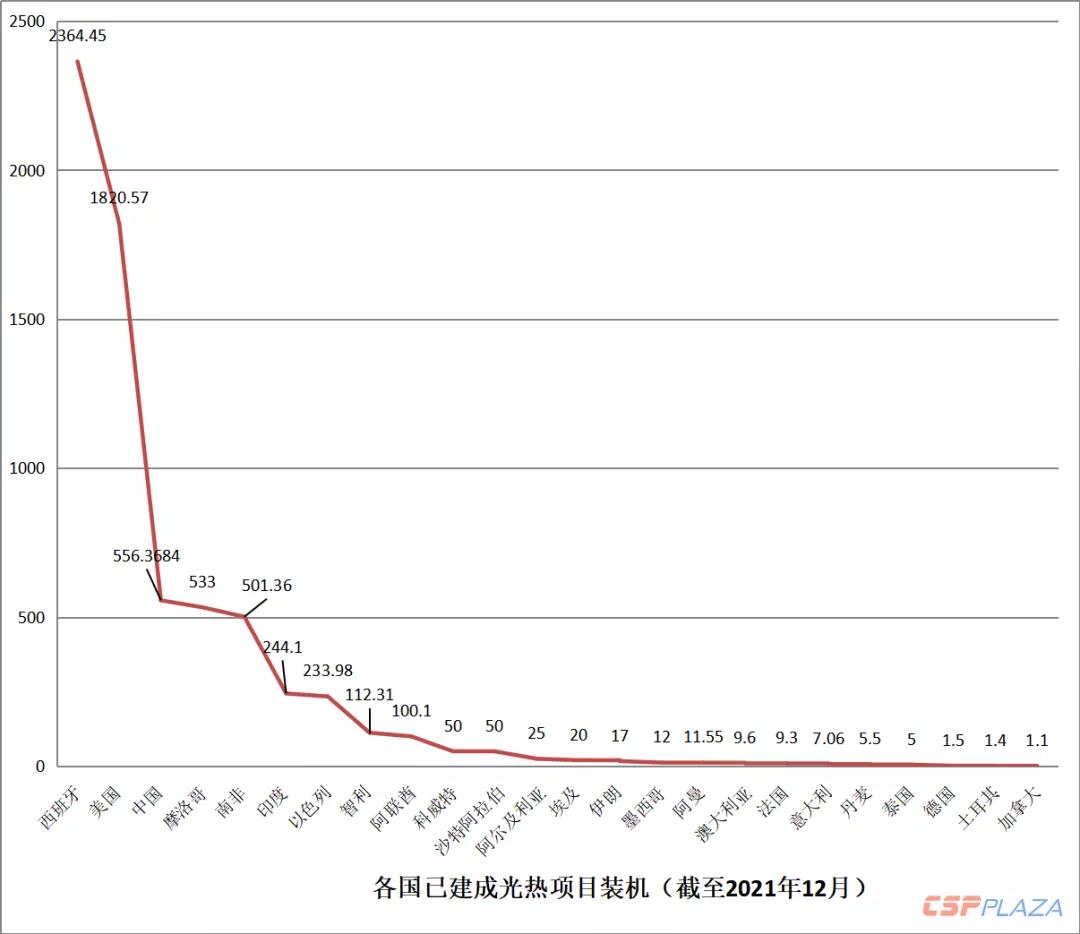 2500
2000
1500
1000
500
0
2364.45
1820.57
556.3684
533
501.36
244.1
233.98
112.31
100.1
50
50
25
20
17
12
11.55
9.6
9.3
7.06
5.5
5
1.5
1.4
1.1
西班牙
美国
中国
摩洛哥
南非
印度
以色列
智利
阿联酋
科威特
沙特阿拉伯
阿尔及利亚
埃及
伊朗
墨西哥
阿曼
澳大利亚
法国
意大利
丹麦
泰国
德国
土耳其
加拿大
各国已建成光热项目装机（截至2021年12月）
CSPPLAZA